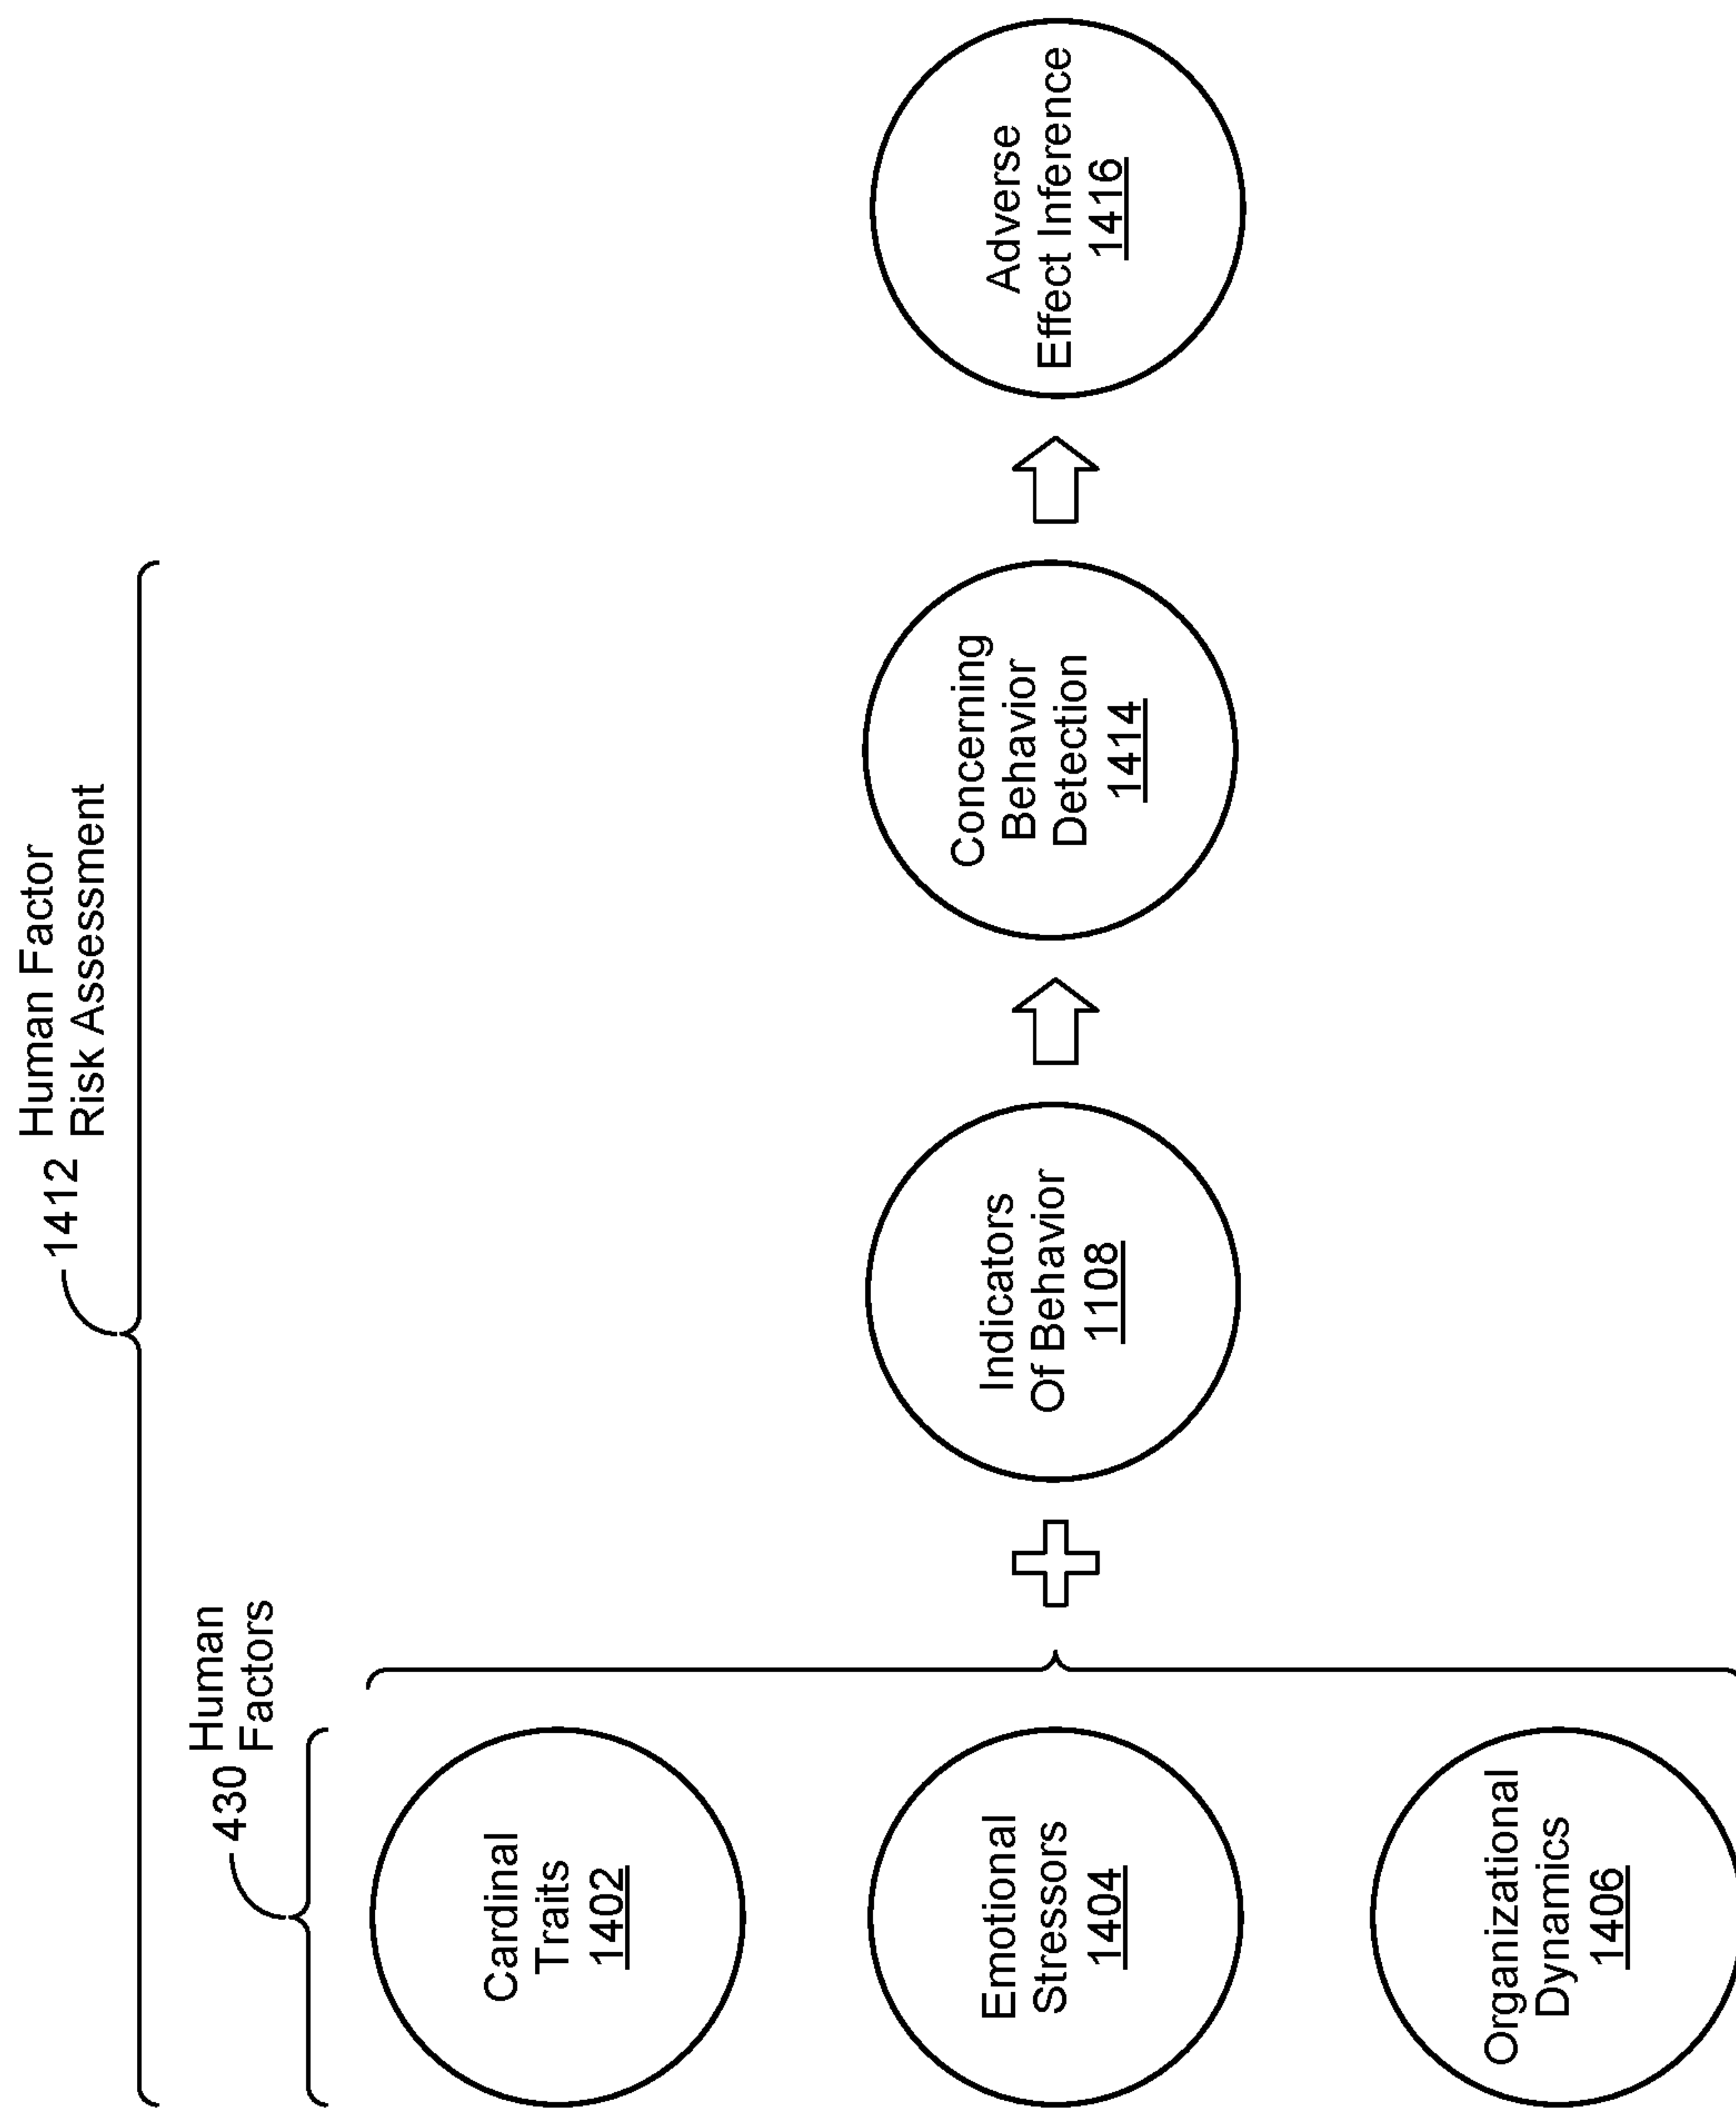 1412 Human Factor
Risk Assessment
430 Human
Factors
Cardinal
Traits
1402
Emotional
Stressors
1404
Organizational
Dynamics
1406
Indicators
Of Behavior
1108
Concerning
Behavior
Detection
1414
Adverse
Effect Inference
1416